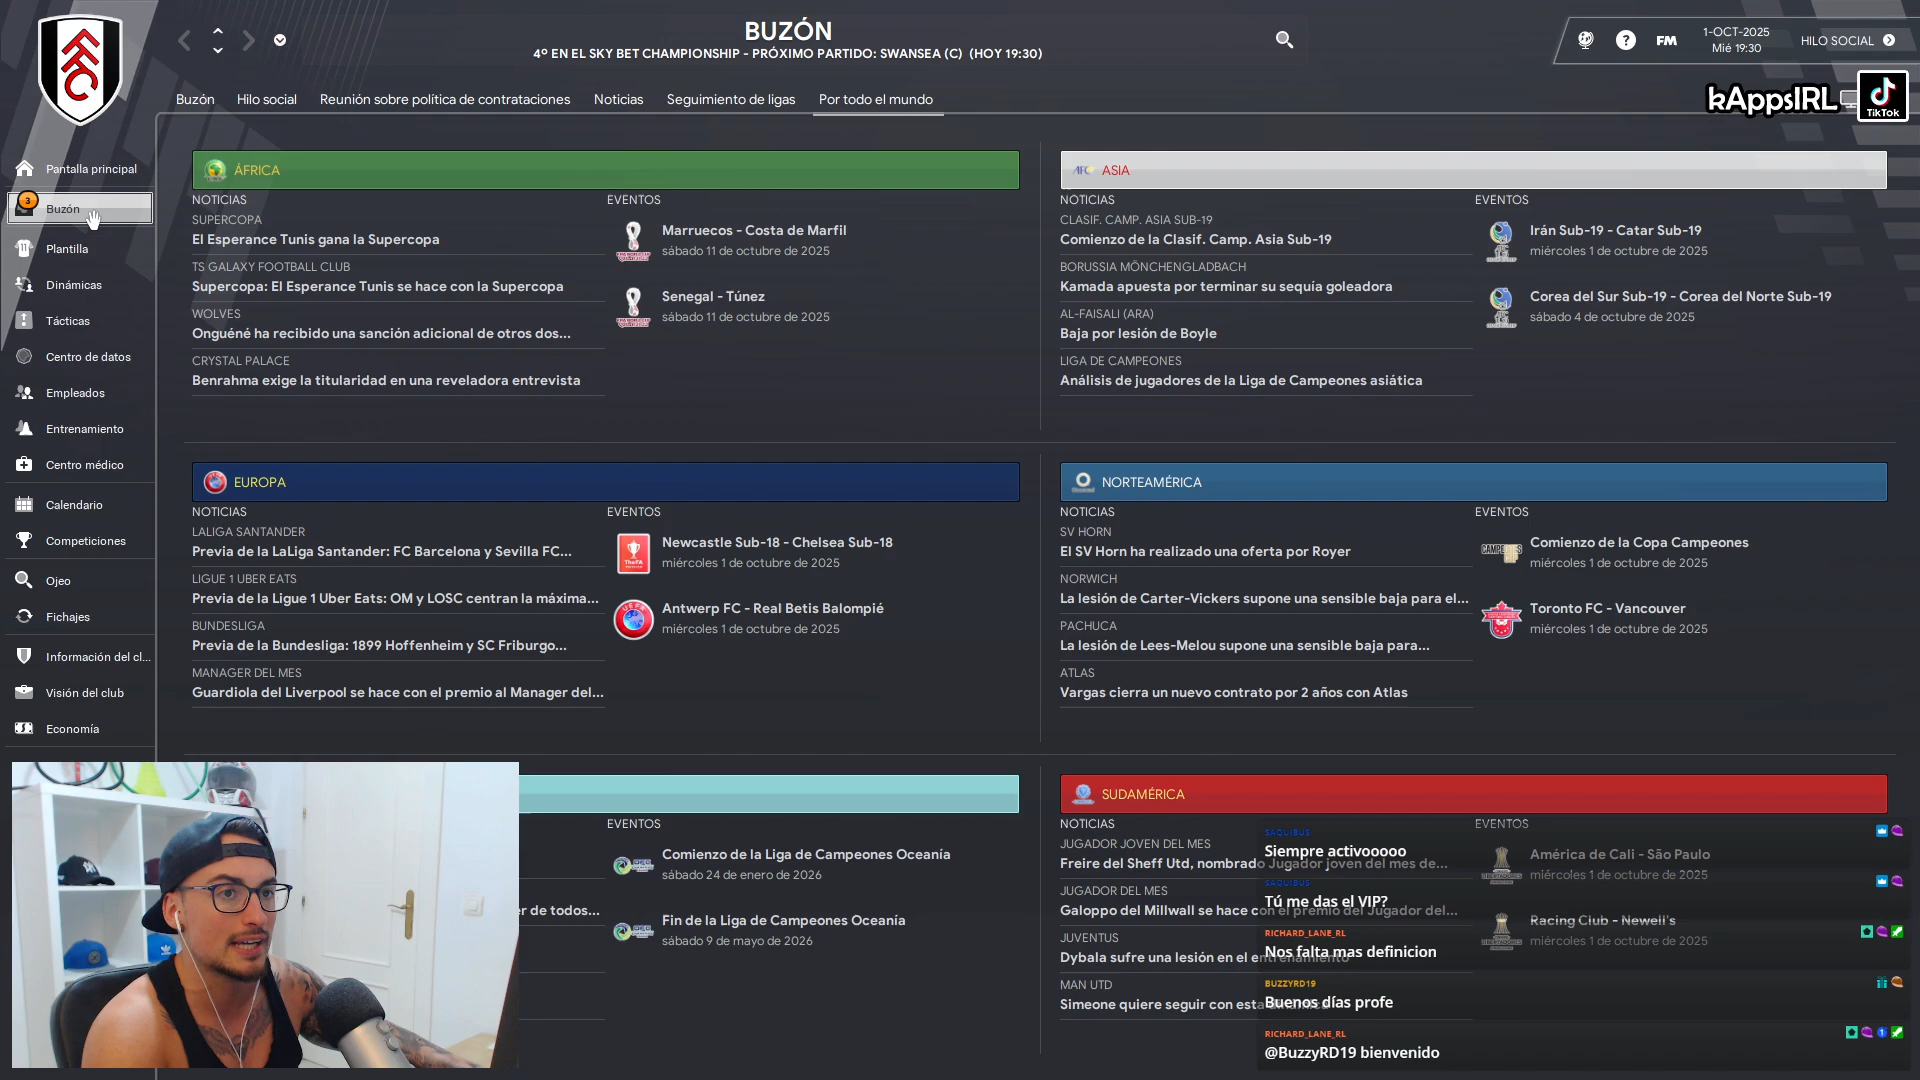 BUZÓN
4º EN EL SKY BET CHAMPIONSHIP - PRÓXIMO PARTIDO: SWANSEA (C) (HOY 19:30)
FM
1-OCT-2025
Mié 19:30
HILO SOCIAL
Buzón
Hilo social
Reunión sobre política de contrataciones
Noticias
Seguimiento de ligas
Por todo el mundo
kAppsIRL
TikTok
Pantalla principal
3
Buzón
Plantilla
Dinámicas
Tácticas
Centro de datos
Empleados
Entrenamiento
Centro médico
Calendario
Competiciones
Ojeo
Fichajes
Información del cl...
Visión del club
Economía
ÁFRICA
NOTICIAS
SUPERCOPA
El Esperance Tunis gana la Supercopa
TS GALAXY FOOTBALL CLUB
Supercopa: El Esperance Tunis se hace con la Supercopa
WOLVES
Onguéné ha recibido una sanción adicional de otros dos...
CRYSTAL PALACE
Benrahma exige la titularidad en una reveladora entrevista
EVENTOS
Marruecos - Costa de Marfil
sábado 11 de octubre de 2025
Senegal - Túnez
sábado 11 de octubre de 2025
AFC
ASIA
NOTICIAS
CLASIF. CAMP. ASIA SUB-19
Comienzo de la Clasif. Camp. Asia Sub-19
BORUSSIA MÖNCHENGLADBACH
Kamada apuesta por terminar su sequía goleadora
AL-FAISALI (ARA)
Baja por lesión de Boyle
LIGA DE CAMPEONES
Análisis de jugadores de la Liga de Campeones asiática
EVENTOS
Irán Sub-19 - Catar Sub-19
miércoles 1 de octubre de 2025
Corea del Sur Sub-19 - Corea del Norte Sub-19
sábado 4 de octubre de 2025
EUROPA
NOTICIAS
LALIGA SANTANDER
Previa de la LaLiga Santander: FC Barcelona y Sevilla FC...
LIGUE 1 UBER EATS
Previa de la Ligue 1 Uber Eats: OM y LOSC centran la máxima...
BUNDESLIGA
Previa de la Bundesliga: 1899 Hoffenheim y SC Friburgo...
MANAGER DEL MES
Guardiola del Liverpool se hace con el premio al Manager del...
EVENTOS
Newcastle Sub-18 - Chelsea Sub-18
miércoles 1 de octubre de 2025
Antwerp FC - Real Betis Balompié
miércoles 1 de octubre de 2025
NORTEAMÉRICA
NOTICIAS
SV HORN
El SV Horn ha realizado una oferta por Royer
NORWICH
La lesión de Carter-Vickers supone una sensible baja para el...
PACHUCA
La lesión de Lees-Melou supone una sensible baja para...
ATLAS
Vargas cierra un nuevo contrato por 2 años con Atlas
EVENTOS
Comienzo de la Copa Campeones
miércoles 1 de octubre de 2025
Toronto FC - Vancouver
miércoles 1 de octubre de 2025
er de todos...
EVENTOS
Comienzo de la Liga de Campeones Oceanía
sábado 24 de enero de 2026
Fin de la Liga de Campeones Oceanía
sábado 9 de mayo de 2026
SUDAMÉRICA
NOTICIAS
JUGADOR JOVEN DEL MES
Freire del Sheff Utd, nombrado Jugador joven del mes de...
JUGADOR DEL MES
Galoppo del Millwall se hace con el premio del Jugador del...
JUVENTUS
Dybala sufre una lesión en el entrenamiento
MAN UTD
Simeone quiere seguir con esta
EVENTOS
América de Cali - São Paulo
miércoles 1 de octubre de 2025
Racing Club - Newell's
miércoles 1 de octubre de 2025
SAQUIBUS
Siempre activooooo
SAQUIBUS
Tú me das el VIP?
RICHARD_LANE_RL
Nos falta mas definicion
BUZZYRD19
Buenos días profe
RICHARD_LANE_RL
@BuzzyRD19 bienvenido